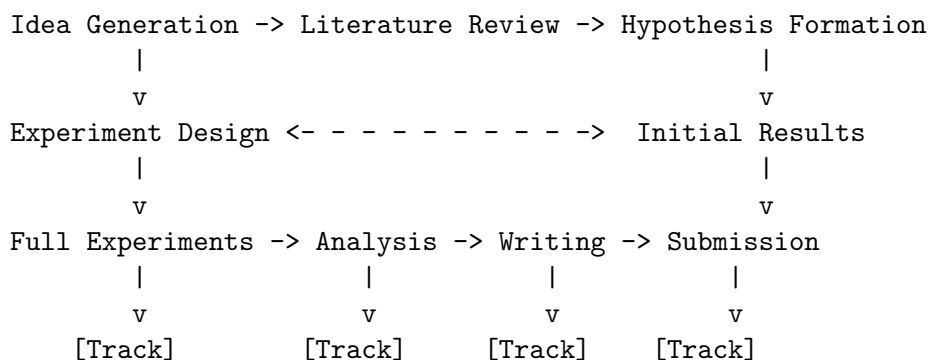 Idea Generation -> Literature Review -> Hypothesis Formation
| |
v v
Experiment Design <- - - - - - - - - -> Initial Results
| |
v v
Full Experiments -> Analysis -> Writing -> Submission
| | | |
v v v v
[Track] [Track] [Track] [Track]